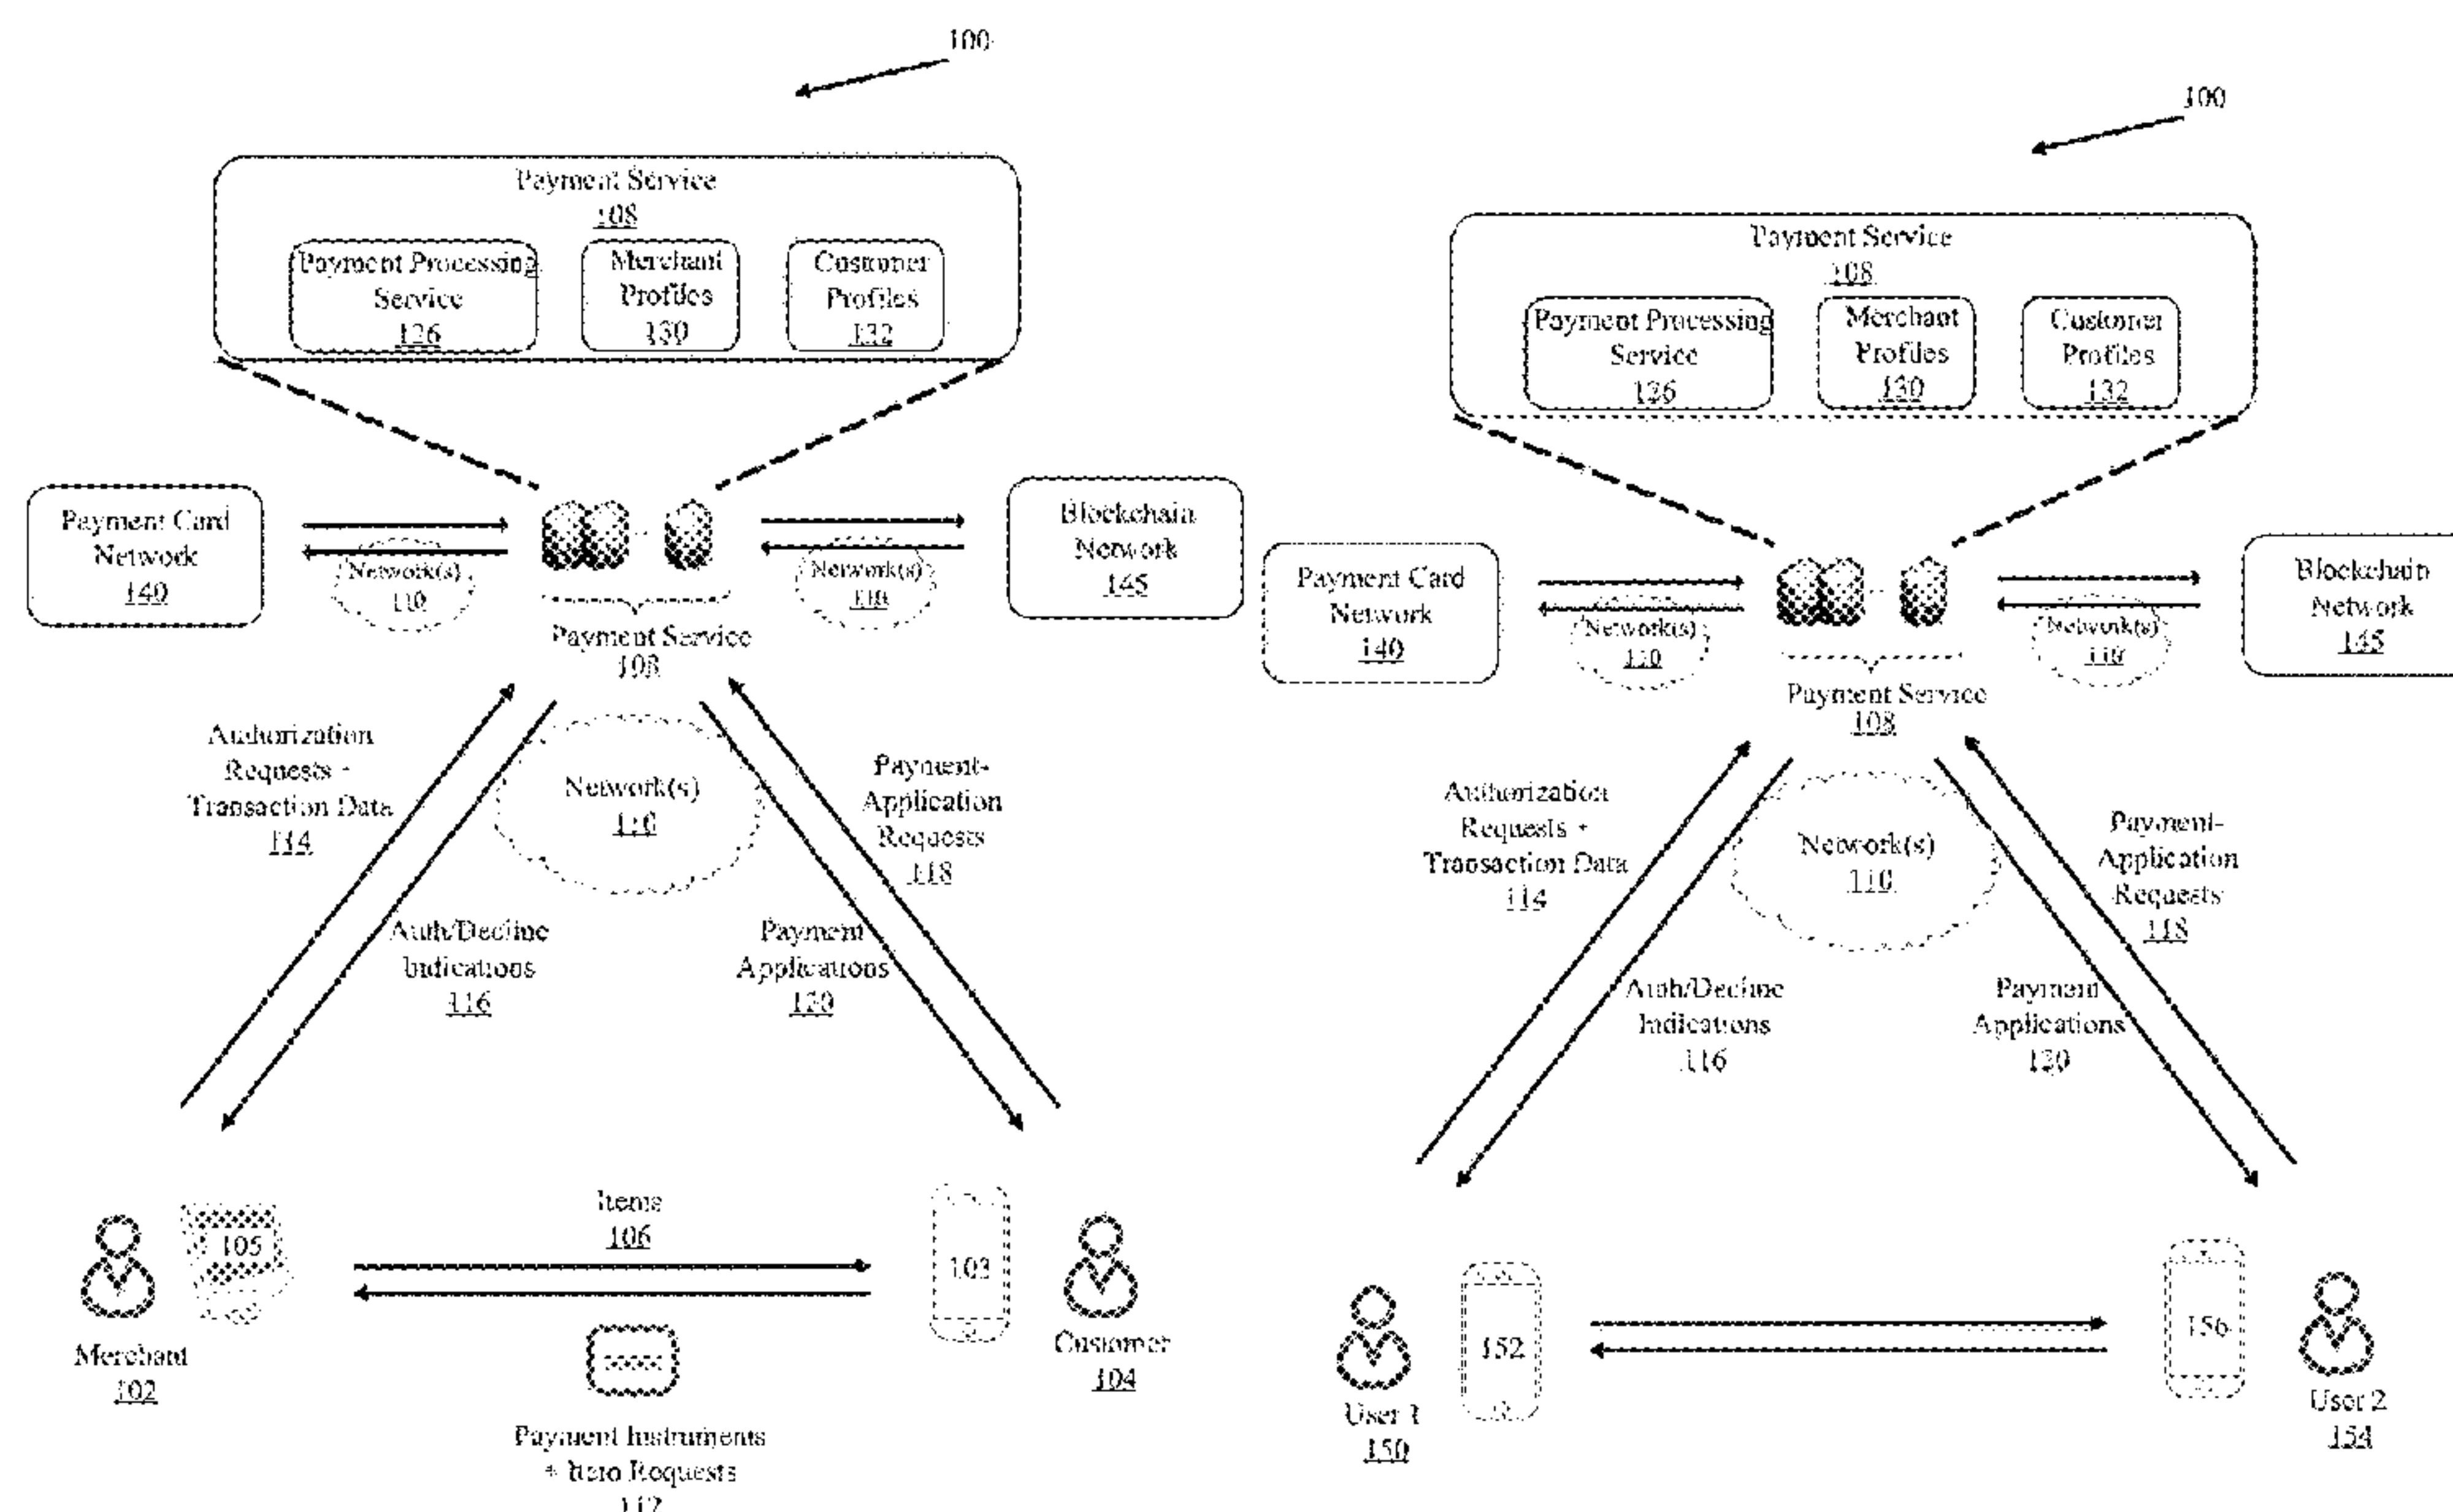 100
Payment Service
108
Payment Processing
Service
126
Merchant
Profiles
130
Customer
Profiles
132
Payment Card
Network
140
Network(s)
110
Network(s)
110
Blockchain
Network
145
Payment Service
108
Authorization
Requests +
Transaction Data
114
Network(s)
110
Payment-
Application
Requests
118
Auth/Decline
Indications
116
Payment
Applications
120
Items
106
105
103
Merchant
102
Customer
104
Payment Instruments
+ Item Requests
112
100
Payment Service
108
Payment Processing
Service
126
Merchant
Profiles
130
Customer
Profiles
132
Payment Card
Network
140
Network(s)
110
Network(s)
110
Blockchain
Network
145
Payment Service
108
Authorization
Requests +
Transaction Data
114
Network(s)
110
Payment-
Application
Requests
118
Auth/Decline
Indications
116
Payment
Applications
120
152
156
User 1
150
User 2
154